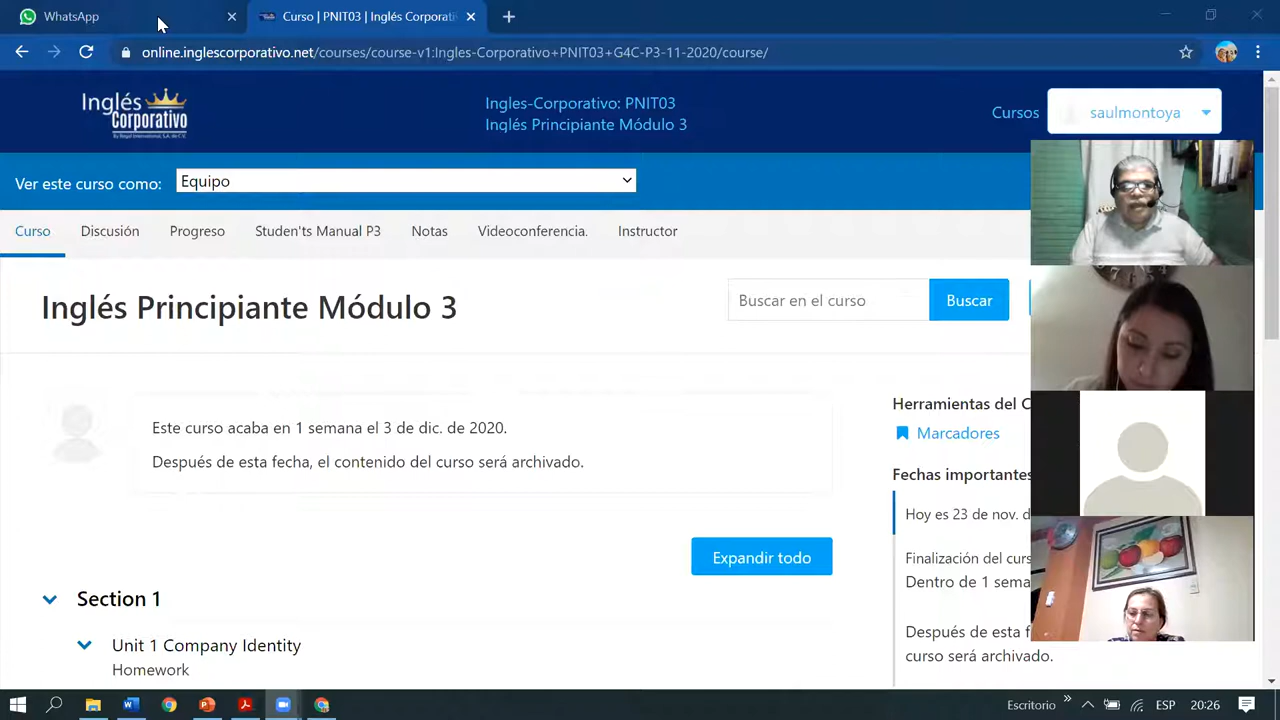 WhatsApp
Curso | PNIT03 | Inglés Corporati
online.inglescorporativo.net/courses/course-v1:Ingles-Corporativo+PNIT03+G4C-P3-11-2020/course/
Inglés
Corporativo
Ingles-Corporativo: PNIT03
Inglés Principiante Módulo 3
Cursos
saulmontoya
Ver este curso como:
Equipo
Curso
Discusión
Progreso
Studen'ts Manual P3
Notas
Videoconferencia.
Instructor
Inglés Principiante Módulo 3
Buscar en el curso
Buscar
Este curso acaba en 1 semana el 3 de dic. de 2020.
Después de esta fecha, el contenido del curso será archivado.
Herramientas del C
Marcadores
Fechas importantes
Hoy es 23 de nov. d
Expandir todo
Finalización del curs
Dentro de 1 sema
Section 1
Después de esta f
curso será archivado.
Unit 1 Company Identity
Homework
Escritorio
ESP
20:26